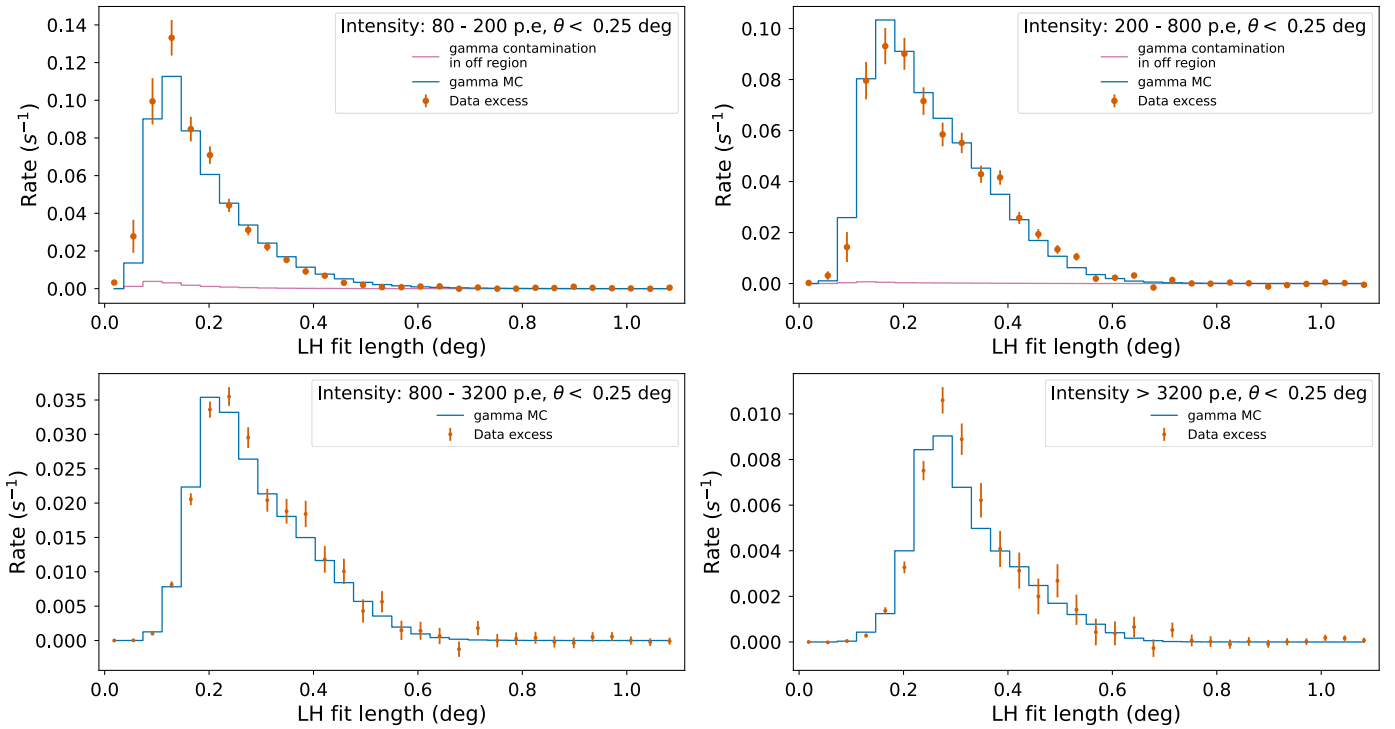 Intensity: 80 - 200 p.e, θ < 0.25 deg
gamma contamination
in off region
gamma MC
Data excess
Rate (s⁻¹)
0.14
0.12
0.10
0.08
0.06
0.04
0.02
0.00
0.0 0.2 0.4 0.6 0.8 1.0
LH fit length (deg)
Intensity: 200 - 800 p.e, θ < 0.25 deg
gamma contamination
in off region
gamma MC
Data excess
Rate (s⁻¹)
0.10
0.08
0.06
0.04
0.02
0.00
0.0 0.2 0.4 0.6 0.8 1.0
LH fit length (deg)
Intensity: 800 - 3200 p.e, θ < 0.25 deg
gamma MC
Data excess
Rate (s⁻¹)
0.035
0.030
0.025
0.020
0.015
0.010
0.005
0.000
0.0 0.2 0.4 0.6 0.8 1.0
LH fit length (deg)
Intensity > 3200 p.e, θ < 0.25 deg
gamma MC
Data excess
Rate (s⁻¹)
0.010
0.008
0.006
0.004
0.002
0.000
0.0 0.2 0.4 0.6 0.8 1.0
LH fit length (deg)